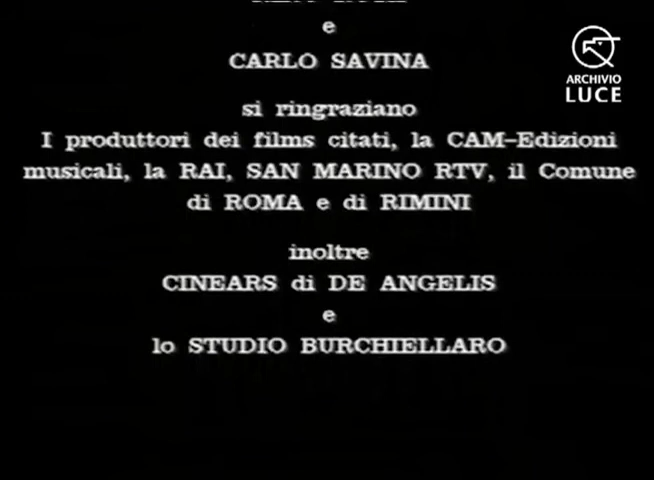 e
CARLO SAVINA
si ringraziano
I produttori dei films citati, la CAM-Edizioni
musicali, la RAI, SAN MARINO RTV, il Comune
di ROMA e di RIMINI
inoltre
CINEARS di DE ANGELIS
e
lo STUDIO BURCHIELLARO
ARCHIVIO
LUCE